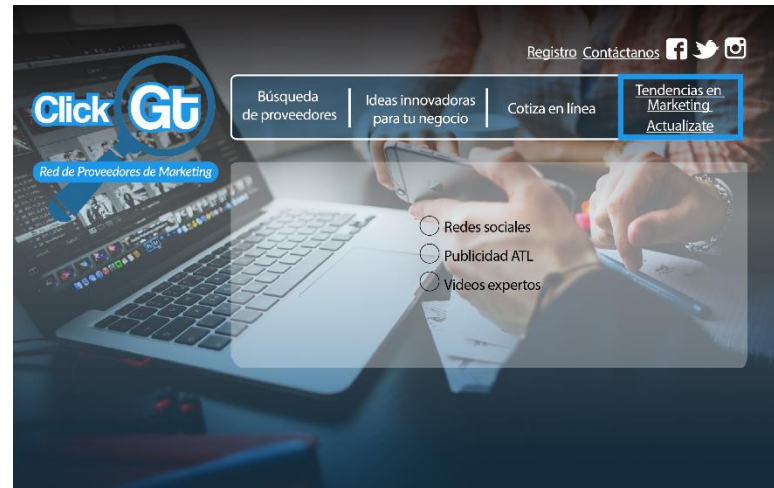 Registro Contáctanos
Click Gt
Red de Proveedores de Marketing
Búsqueda
de proveedores
Ideas innovadoras
para tu negocio
Cotiza en línea
Tendencias en
Marketing
Actualízate
Redes sociales
Publicidad ATL
Videos expertos